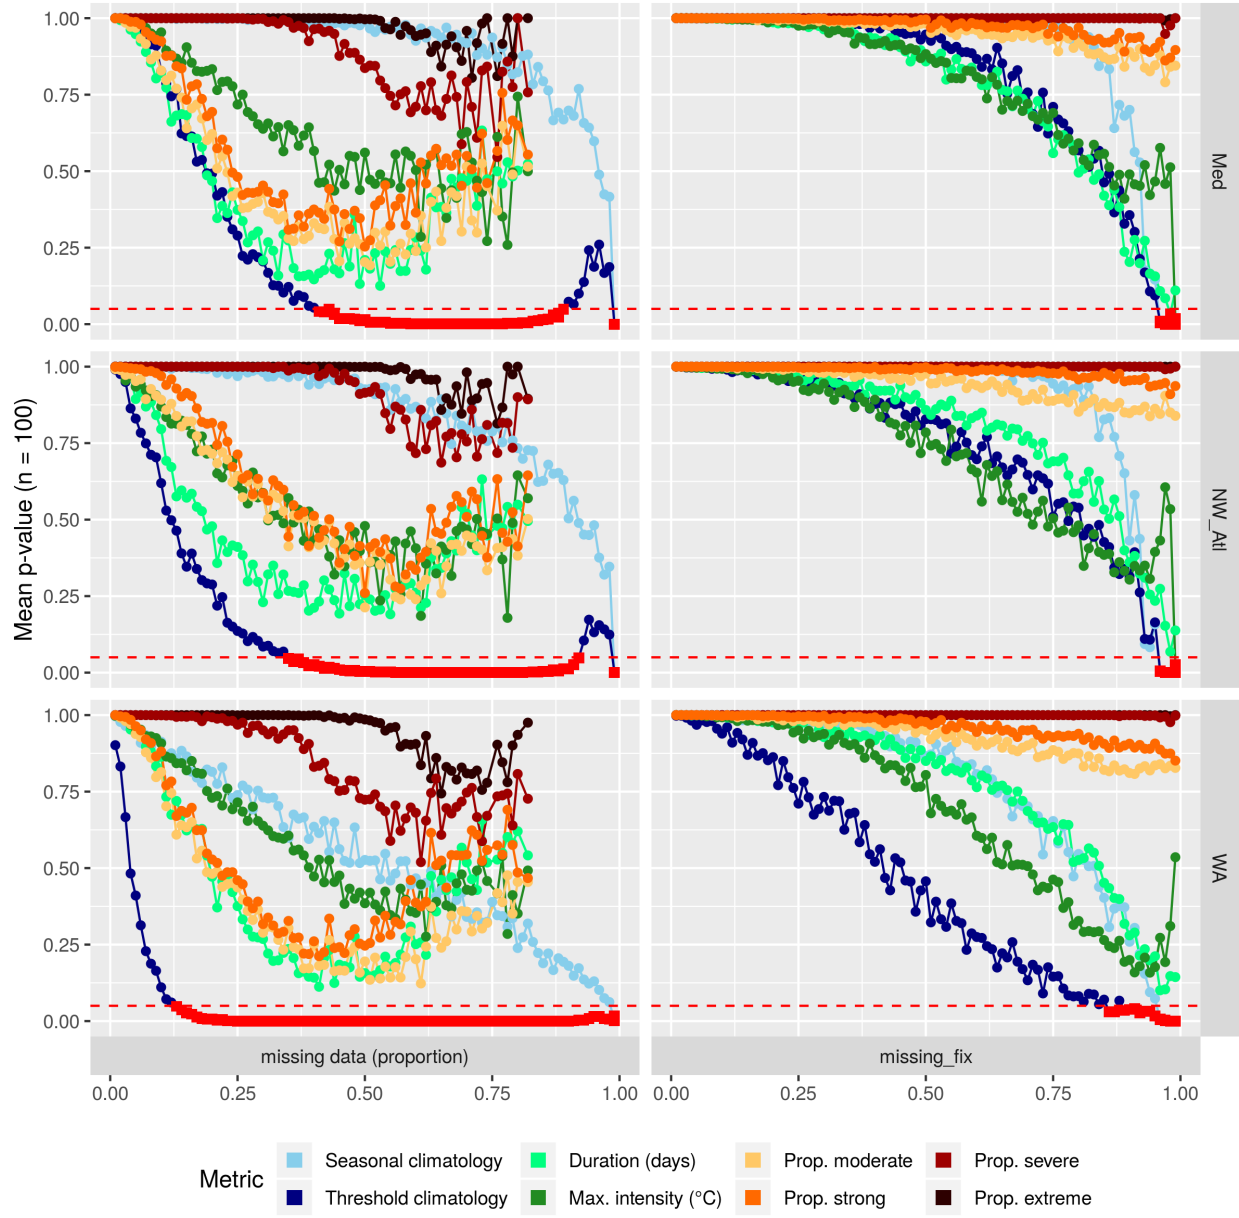 Mean p-value (n = 100)
1.00
0.75
0.50
0.25
0.00
Med
1.00
0.75
0.50
0.25
0.00
NW_Atl
1.00
0.75
0.50
0.25
0.00
WA
missing data (proportion) missing_fix
0.00 0.25 0.50 0.75 1.00 0.00 0.25 0.50 0.75 1.00
Metric
Seasonal climatology Duration (days) Prop. moderate Prop. severe
Threshold climatology Max. intensity (°C) Prop. strong Prop. extreme